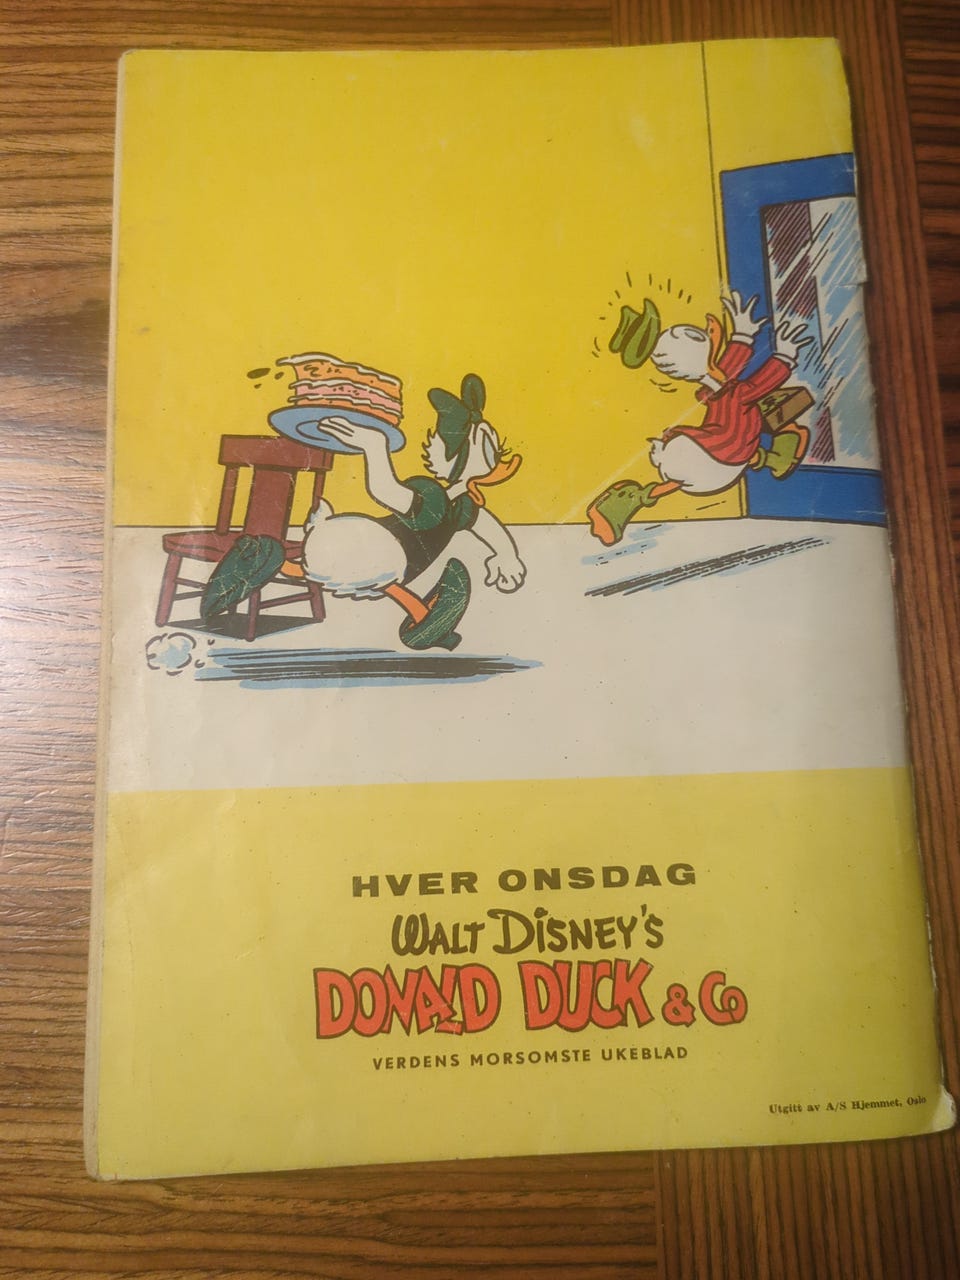 HVER ONSDAG
WALT DISNEY'S
DONALD DUCK & Co
VERDENS MORSOMSTE UKEBLAD
Utgitt av A/S Hjemmet, Oslo